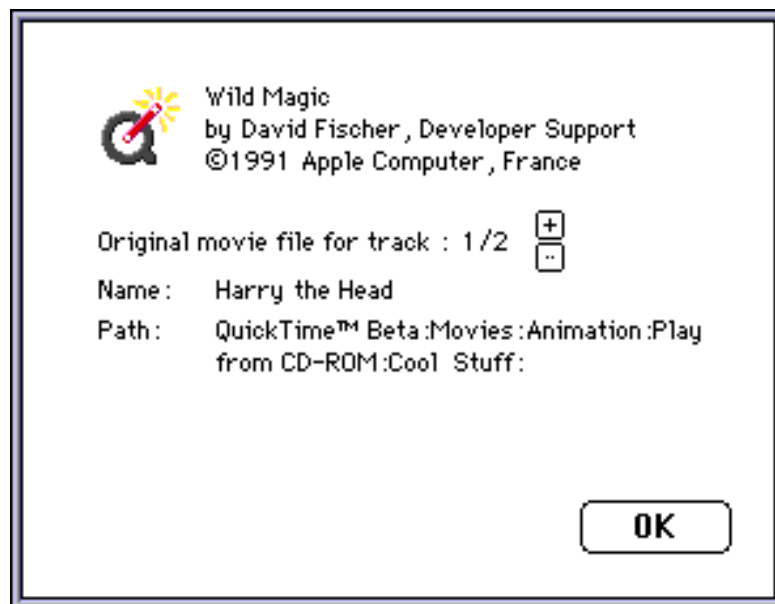 Wild Magic
by David Fischer, Developer Support
©1991 Apple Computer, France
Original movie file for track : 1/2
+
-
Name: Harry the Head
Path: QuickTime™ Beta:Movies:Animation:Play
from CD-ROM:Cool Stuff:
OK